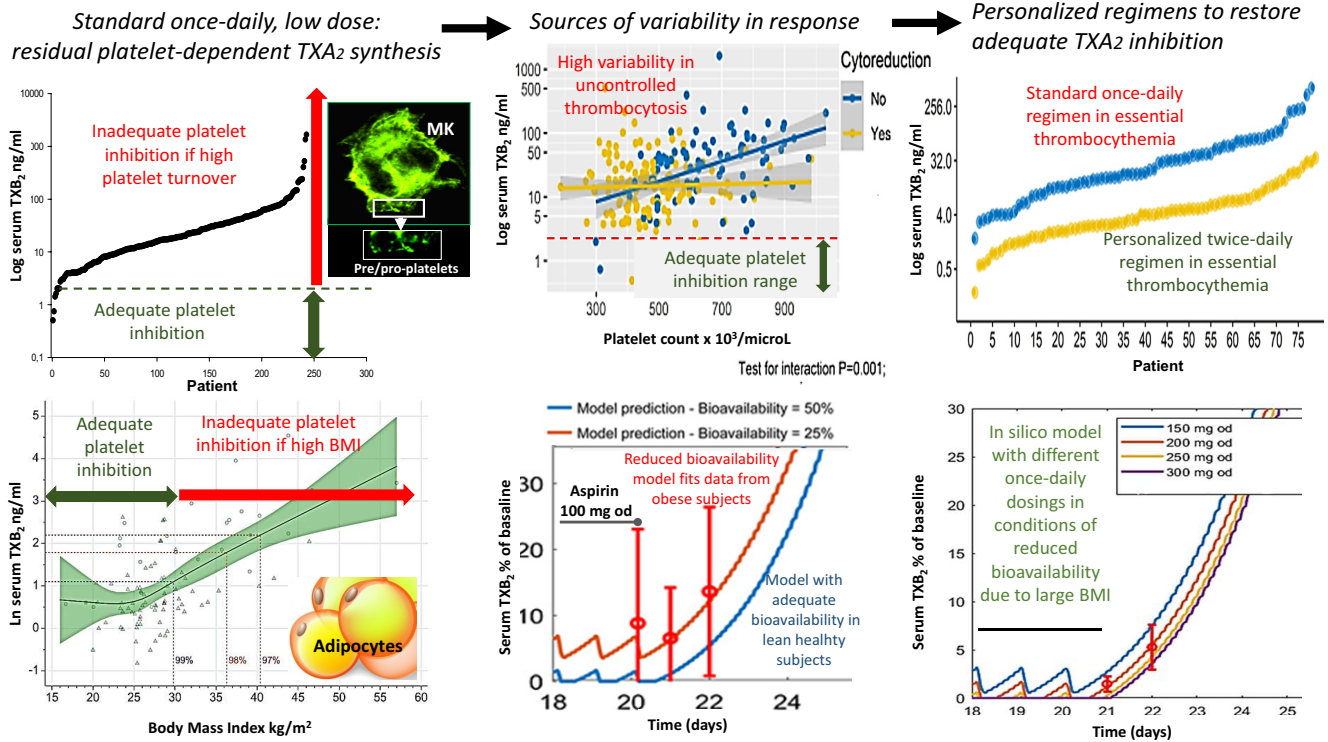 Standard once-daily, low dose:
residual platelet-dependent TXA2 synthesis
Sources of variability in response
Personalized regimens to restore
adequate TXA2 inhibition
Log serum TXB2 ng/ml
10000
1000
100
10
1
0,1
0
50
100
150
200
250
300
Patient
Inadequate platelet
inhibition if high
platelet turnover
Adequate platelet
inhibition
MK
Pre/pro-platelets
Log serum TXB2 ng/ml
1000
500
100
50
10
5
1
300
500
700
900
Platelet count x 10³/microL
High variability in
uncontrolled
thrombocytosis
Adequate platelet
inhibition range
Cytoreduction
No
Yes
Test for interaction P=0.001;
Log serum TXB2 ng/ml
256.0
32.0
4.0
0.5
0
5
10
15
20
25
30
35
40
45
50
55
60
65
70
75
Patient
Standard once-daily
regimen in essential
thrombocythemia
Personalized twice-daily
regimen in essential
thrombocythemia
Ln serum TXB2 ng/ml
5
4
3
2
1
0
-1
15
20
25
30
35
40
45
50
55
60
Body Mass Index kg/m²
Adequate
platelet
inhibition
Inadequate platelet
inhibition if high BMI
99%
98%
97%
Adipocytes
Model prediction - Bioavailability = 50%
Model prediction - Bioavailability = 25%
Serum TXB2 % of basaline
30
20
10
0
18
20
22
24
Time (days)
Reduced bioavailability
model fits data from
obese subjects
Aspirin
100 mg od
Model with
adequate
bioavailability in
lean healhty
subjects
Serum TXB2 % of baseline
30
25
20
15
10
5
0
18
19
20
21
22
23
24
25
Time (days)
In silico model
with different
once-daily
dosings in
conditions of
reduced
bioavailability
due to large BMI
150 mg od
200 mg od
250 mg od
300 mg od